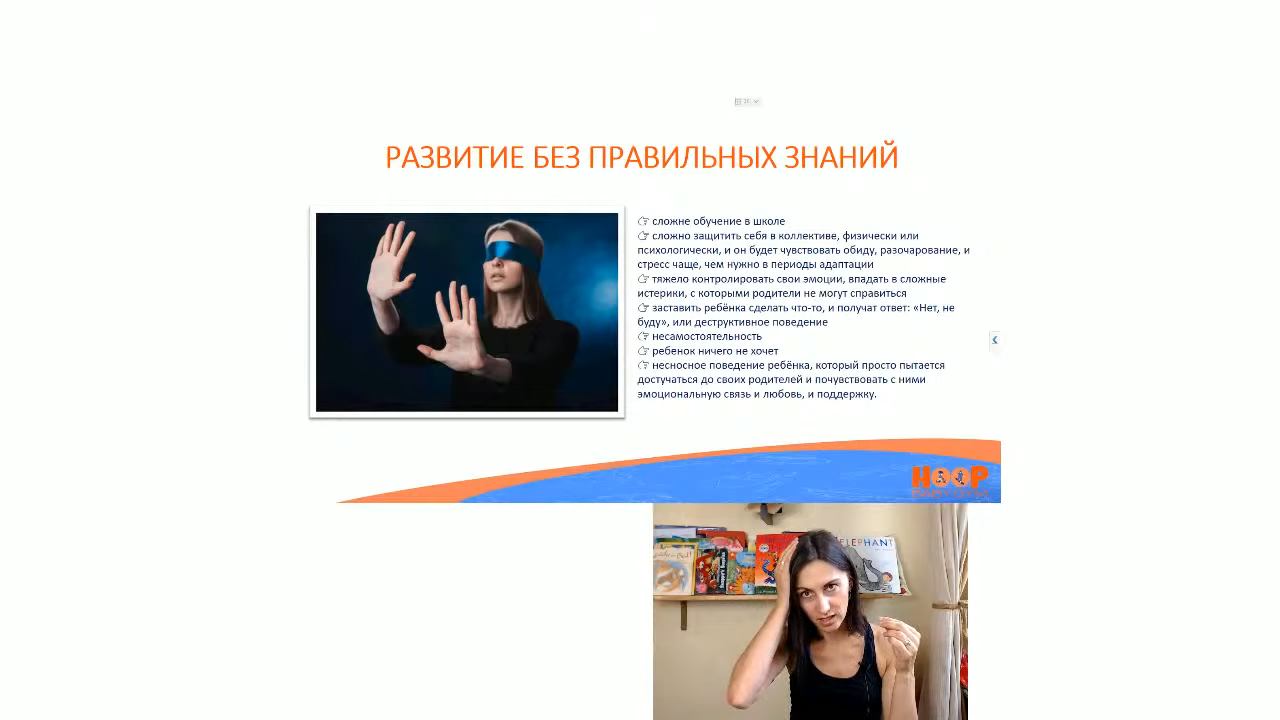 РАЗВИТИЕ БЕЗ ПРАВИЛЬНЫХ ЗНАНИЙ
сложне обучение в школе
сложно защитить себя в коллективе, физически или
психологически, и он будет чувствовать обиду, разочарование, и
стресс чаще, чем нужно в периоды адаптации
тяжело контролировать свои эмоции, впадать в сложные
истерики, с которыми родители не могут справиться
заставить ребёнка сделать что-то, и получат ответ: «Нет, не
буду», или деструктивное поведение
несамостоятельность
ребенок ничего не хочет
несносное поведение ребёнка, который просто пытается
достучаться до своих родителей и почувствовать с ними
эмоциональную связь и любовь, и поддержку.
HOOP
BABY GYM
ELEPHANT